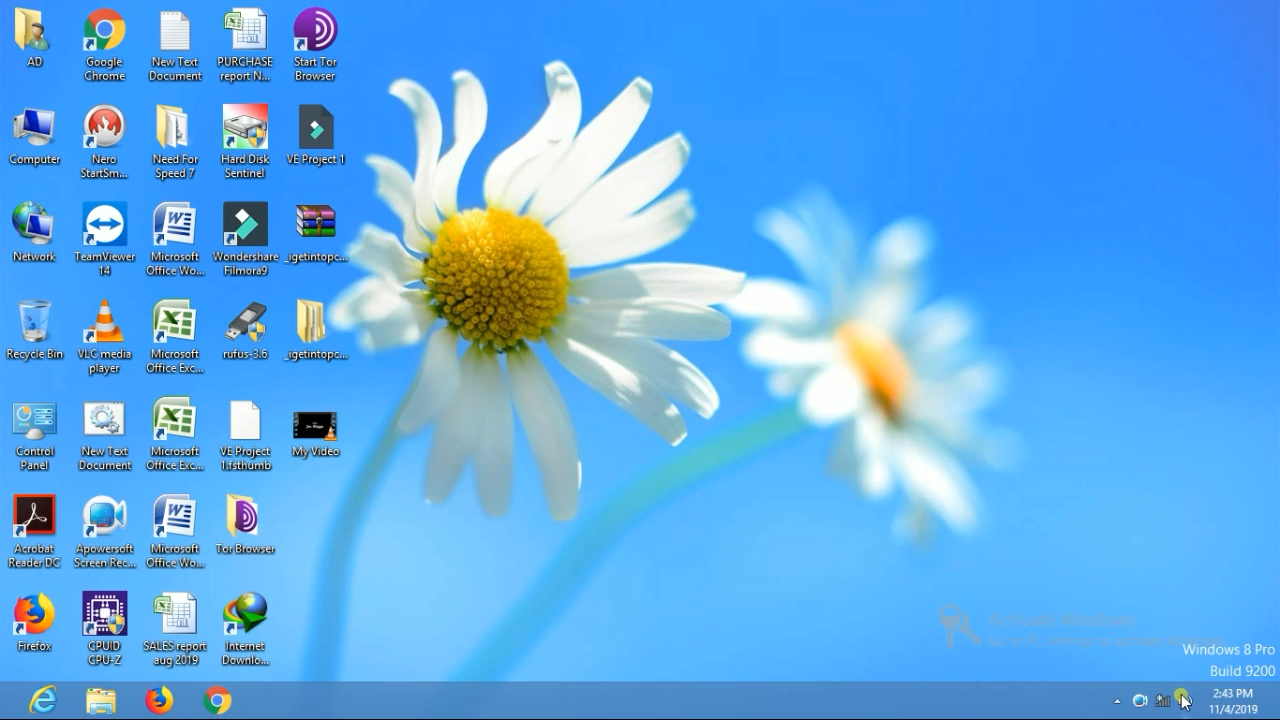 AD
Google
Chrome
New Text
Document
PURCHASE
report N...
Start Tor
Browser
Computer
Nero
StartSm...
Need For
Speed 7
Hard Disk
Sentinel
VE Project 1
Network
TeamViewer
14
Microsoft
Office Wo...
Wondershare
Filmora9
_igetintopc...
Recycle Bin
VLC media
player
Microsoft
Office Exc...
rufus-3.6
_igetintopc...
Control
Panel
New Text
Document
Microsoft
Office Exc...
VE Project
1.fsthumb
My Video
Acrobat
Reader DC
Apowersoft
Screen Rec...
Microsoft
Office Wo...
Tor Browser
Firefox
CPUID
CPU-Z
SALES report
aug 2019
Internet
Downlo...
Activate Windows
Windows 8 Pro
Build 9200
2:43 PM
11/4/2019